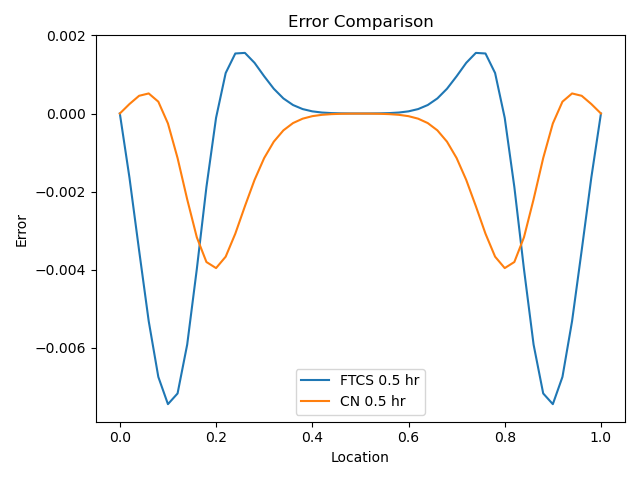 Error Comparison
0.002
0.000
−0.002
−0.004
−0.006
Error
FTCS 0.5 hr
CN 0.5 hr
0.0 0.2 0.4 0.6 0.8 1.0
Location